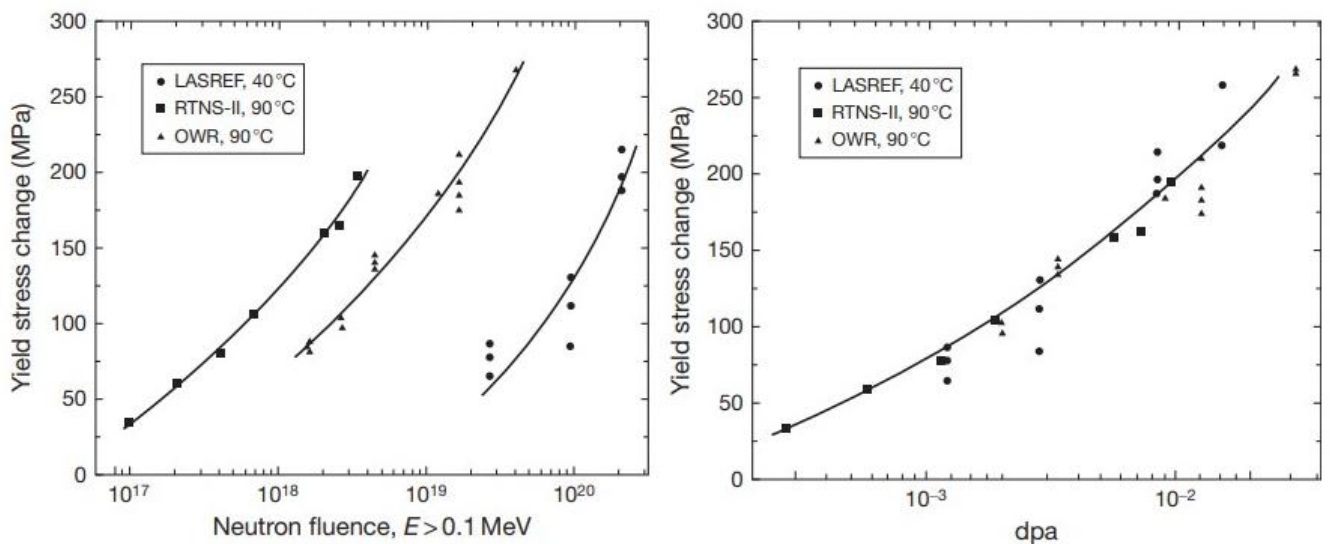 300
250
200
150
100
50
0
Yield stress change (MPa)
LASREF, 40 °C
RTNS-II, 90 °C
OWR, 90 °C
10¹⁷
10¹⁸
10¹⁹
10²⁰
Neutron fluence, E > 0.1 MeV
300
250
200
150
100
50
0
Yield stress change (MPa)
LASREF, 40 °C
RTNS-II, 90 °C
OWR, 90 °C
10⁻³
10⁻²
dpa